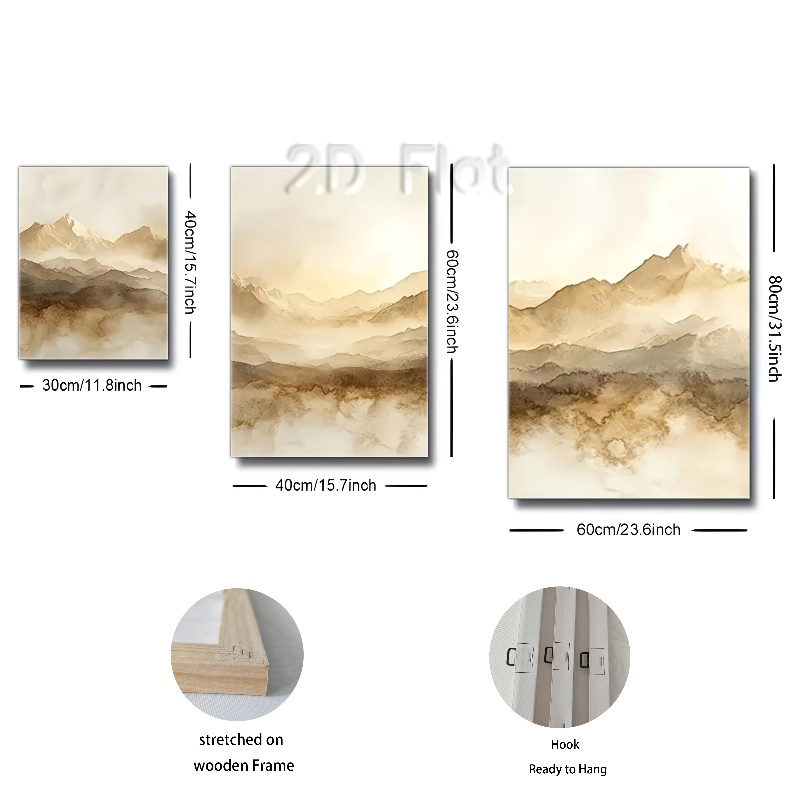 2D Flat
40cm/15.7inch
30cm/11.8inch
60cm/23.6inch
40cm/15.7inch
80cm/31.5inch
60cm/23.6inch
stretched on
wooden Frame
Hook
Ready to Hang